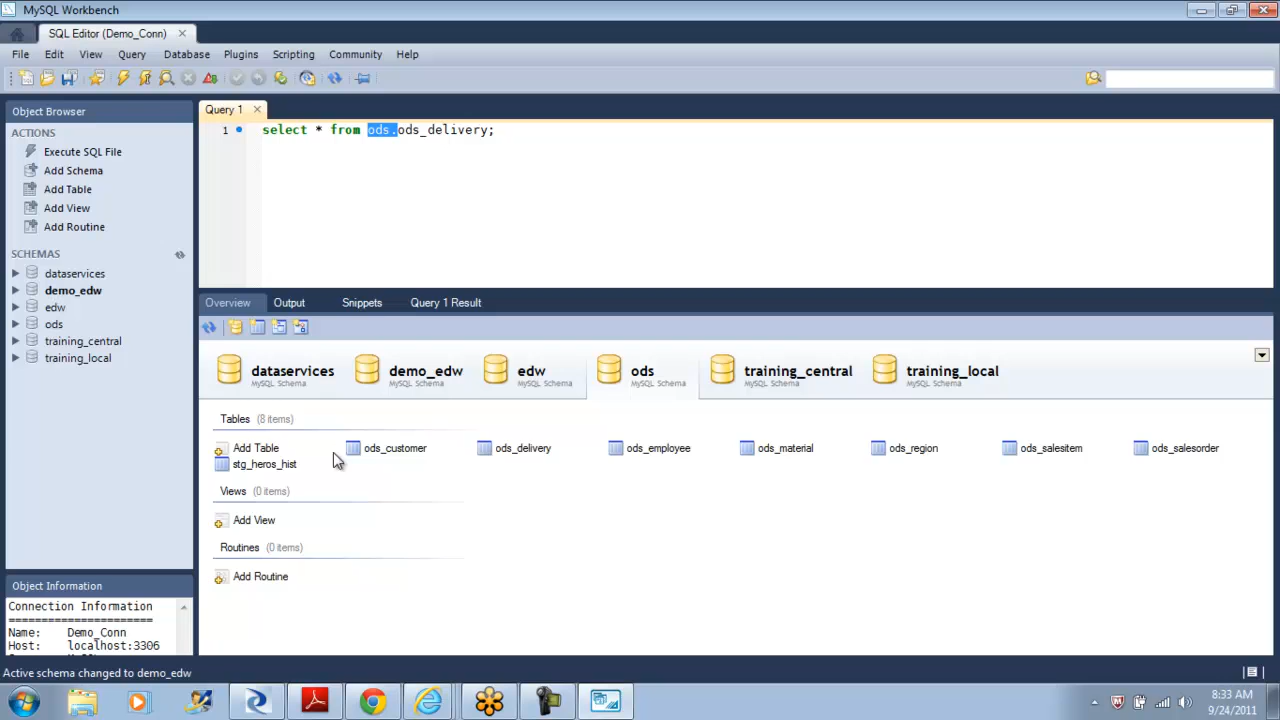 MySQL Workbench
SQL Editor (Demo_Conn)
File Edit View Query Database Plugins Scripting Community Help
Object Browser
ACTIONS
Execute SQL File
Add Schema
Add Table
Add View
Add Routine
SCHEMAS
dataservices
demo_edw
edw
ods
training_central
training_local
Object Information
Connection Information
======================
Name: Demo_Conn
Host: localhost:3306
Query 1
1 select * from ods.ods_delivery;
Overview Output Snippets Query 1 Result
dataservices demo_edw edw ods training_central training_local
MySQL Schema MySQL Schema MySQL Schema MySQL Schema MySQL Schema MySQL Schema
Tables (8 items)
Add Table ods_customer ods_delivery ods_employee ods_material ods_region ods_salesitem ods_salesorder
stg_heros_hist
Views (0 items)
Add View
Routines (0 items)
Add Routine
Active schema changed to demo_edw
8:33 AM
9/24/2011